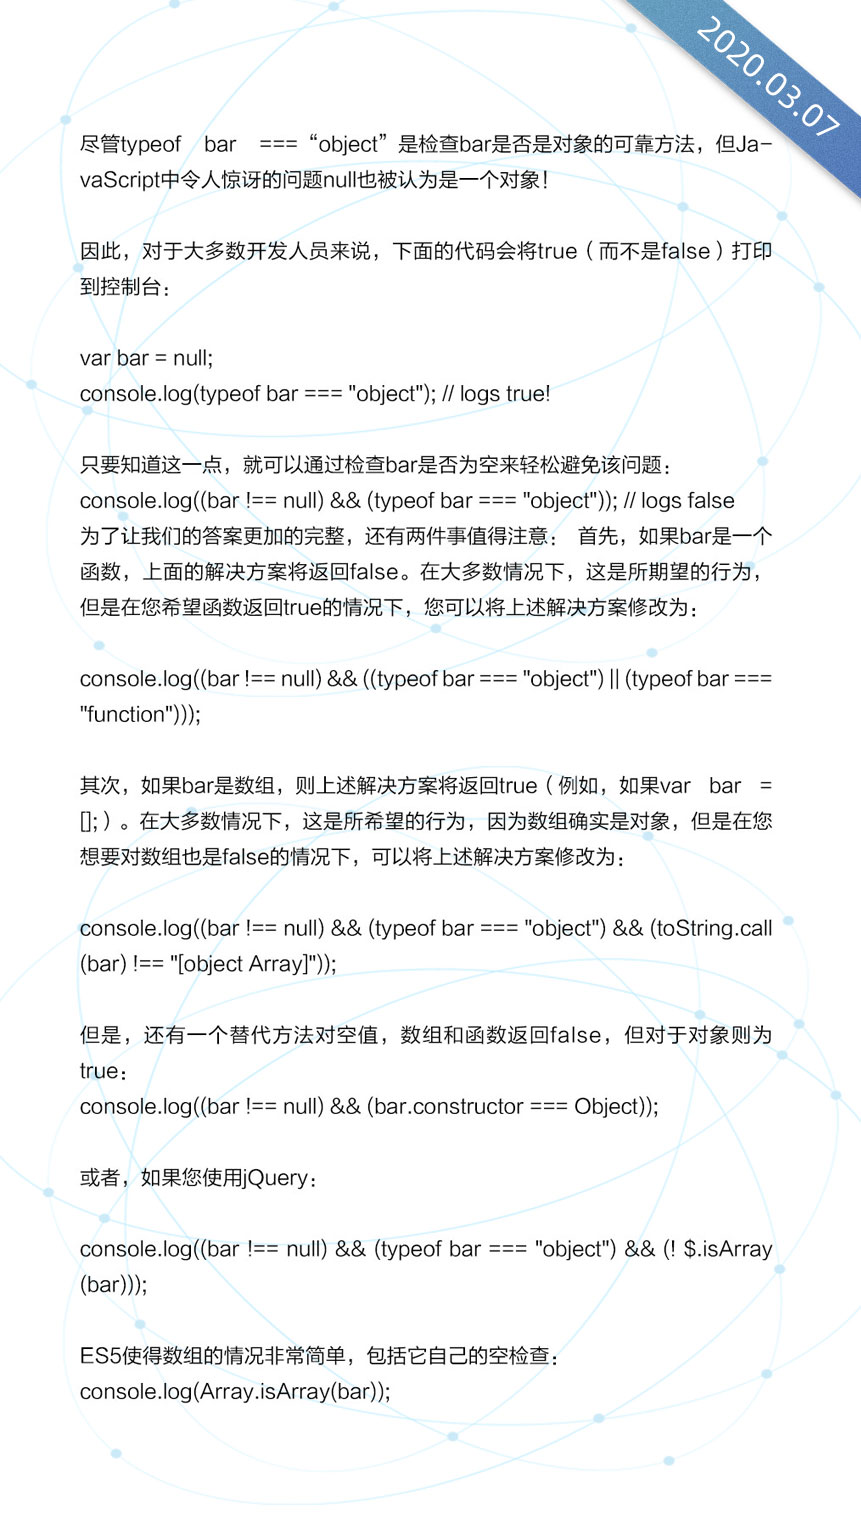 2020.03.07
尽管typeof bar ===“object”是检查bar是否是对象的可靠方法，但Ja-
vaScript中令人惊讶的问题null也被认为是一个对象！
因此，对于大多数开发人员来说，下面的代码会将true（而不是false）打印
到控制台：
var bar = null;
console.log(typeof bar === "object"); // logs true!
只要知道这一点，就可以通过检查bar是否为空来轻松避免该问题：
console.log((bar !== null) && (typeof bar === "object")); // logs false
为了让我们的答案更加的完整，还有两件事值得注意： 首先，如果bar是一个
函数，上面的解决方案将返回false。在大多数情况下，这是所期望的行为，
但是在您希望函数返回true的情况下，您可以将上述解决方案修改为：
console.log((bar !== null) && ((typeof bar === "object") || (typeof bar ===
"function")));
其次，如果bar是数组，则上述解决方案将返回true（例如，如果var bar =
[];）。在大多数情况下，这是所希望的行为，因为数组确实是对象，但是在您
想要对数组也是false的情况下，可以将上述解决方案修改为：
console.log((bar !== null) && (typeof bar === "object") && (toString.call
(bar) !== "[object Array]"));
但是，还有一个替代方法对空值，数组和函数返回false，但对于对象则为
true：
console.log((bar !== null) && (bar.constructor === Object));
或者，如果您使用jQuery：
console.log((bar !== null) && (typeof bar === "object") && (! $.isArray
(bar)));
ES5使得数组的情况非常简单，包括它自己的空检查：
console.log(Array.isArray(bar));